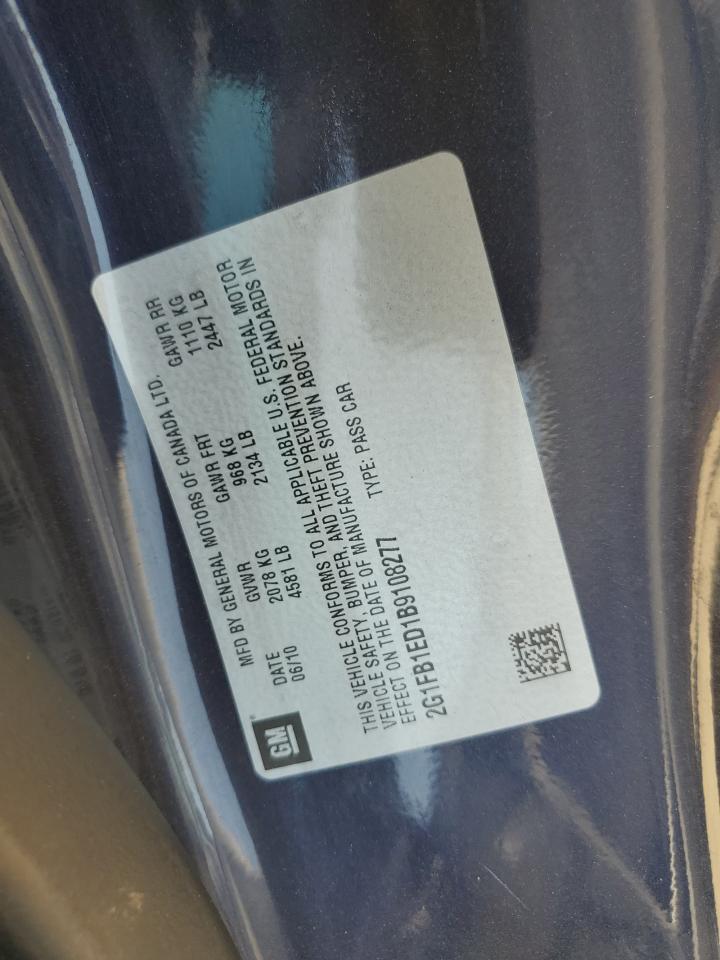 GM
MFD BY GENERAL MOTORS OF CANADA LTD.
DATE GVWR GAWR FRT GAWR RR
06/10 2078 KG 968 KG 1110 KG
4581 LB 2134 LB 2447 LB
THIS VEHICLE CONFORMS TO ALL APPLICABLE U.S. FEDERAL MOTOR
VEHICLE SAFETY, BUMPER, AND THEFT PREVENTION STANDARDS IN
EFFECT ON THE DATE OF MANUFACTURE SHOWN ABOVE.
2G1FB1ED1B9108277 TYPE: PASS CAR